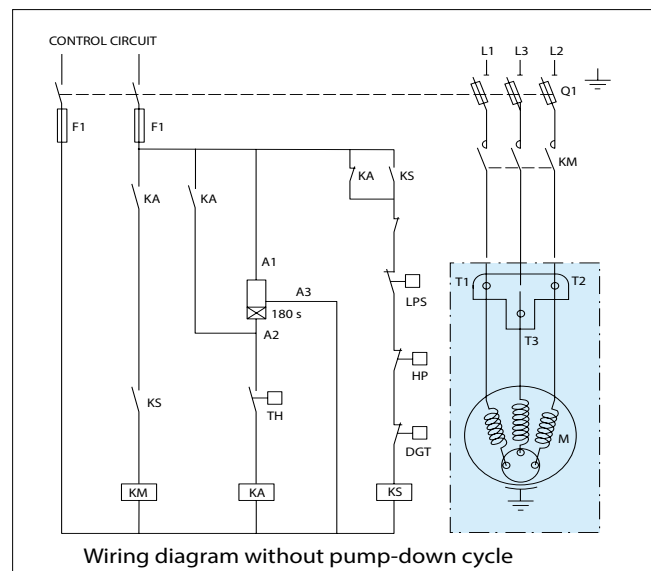 CONTROL CIRCUIT
L1 L3 L2
Q1
F1 F1
KM
KA KA KA KS
A1
A3
180 s
A2
LPS
T1 T2
T3
HP
KS
TH
M
DGT
KM KA KS
Wiring diagram without pump-down cycle